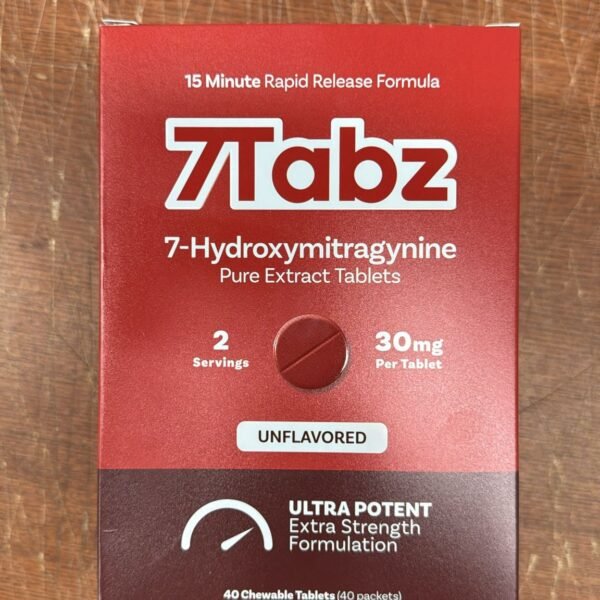 15 Minute Rapid Release Formula
7Tabz
7-Hydroxymitragynine
Pure Extract Tablets
2
Servings
30mg
Per Tablet
UNFLAVORED
ULTRA POTENT
Extra Strength
Formulation
40 Chewable Tablets (40 packets)